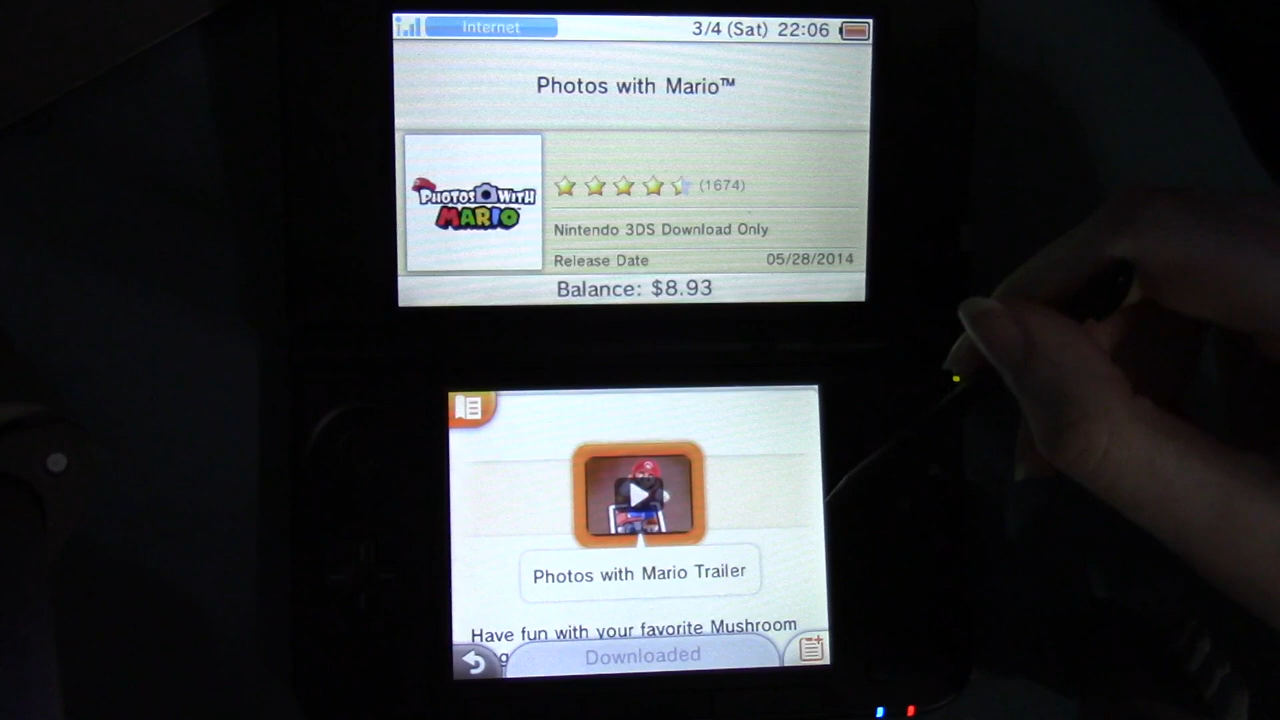 Internet
3/4 (Sat) 22:06
Photos with Mario™
PHOTOS WITH
MARIO
(1674)
Nintendo 3DS Download Only
Release Date 05/28/2014
Balance: $8.93
Photos with Mario Trailer
Have fun with your favorite Mushroom
Downloaded